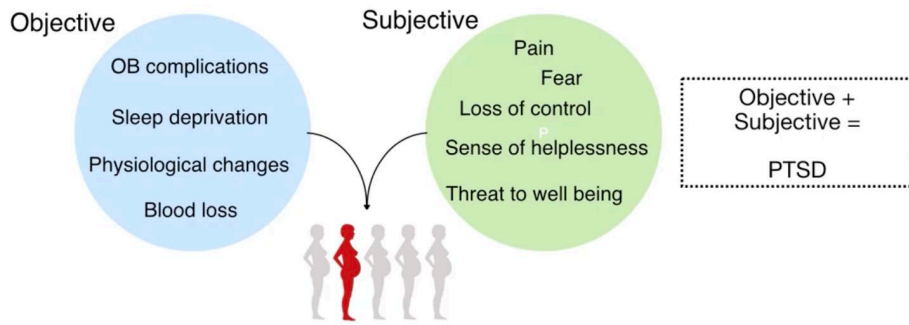 Objective
OB complications
Sleep deprivation
Physiological changes
Blood loss
Subjective
Pain
Fear
Loss of control
P
Sense of helplessness
Threat to well being
Objective +
Subjective =
PTSD